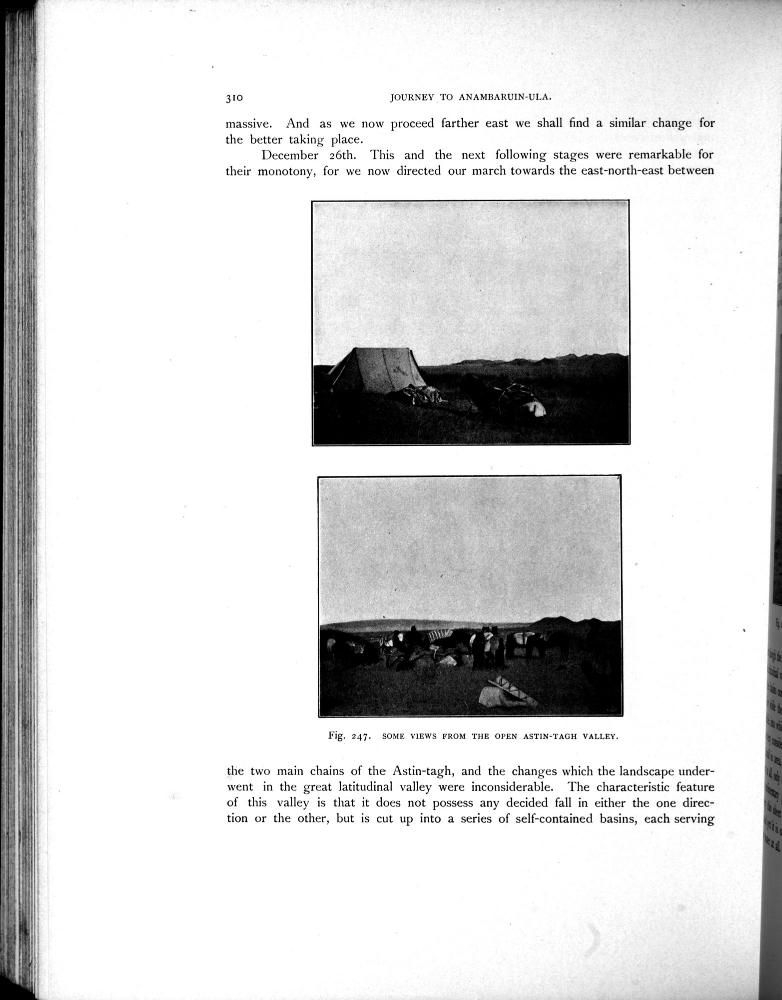 310
JOURNEY TO ANAMBARUIN-ULA.
massive. And as we now proceed farther east we shall find a similar change for
the better taking place.
December 26th. This and the next following stages were remarkable for
their monotony, for we now directed our march towards the east-north-east between
Fig. 247. SOME VIEWS FROM THE OPEN ASTIN-TAGH VALLEY.
the two main chains of the Astin-tagh, and the changes which the landscape under-
went in the great latitudinal valley were inconsiderable. The characteristic feature
of this valley is that it does not possess any decided fall in either the one direc-
tion or the other, but is cut up into a series of self-contained basins, each serving